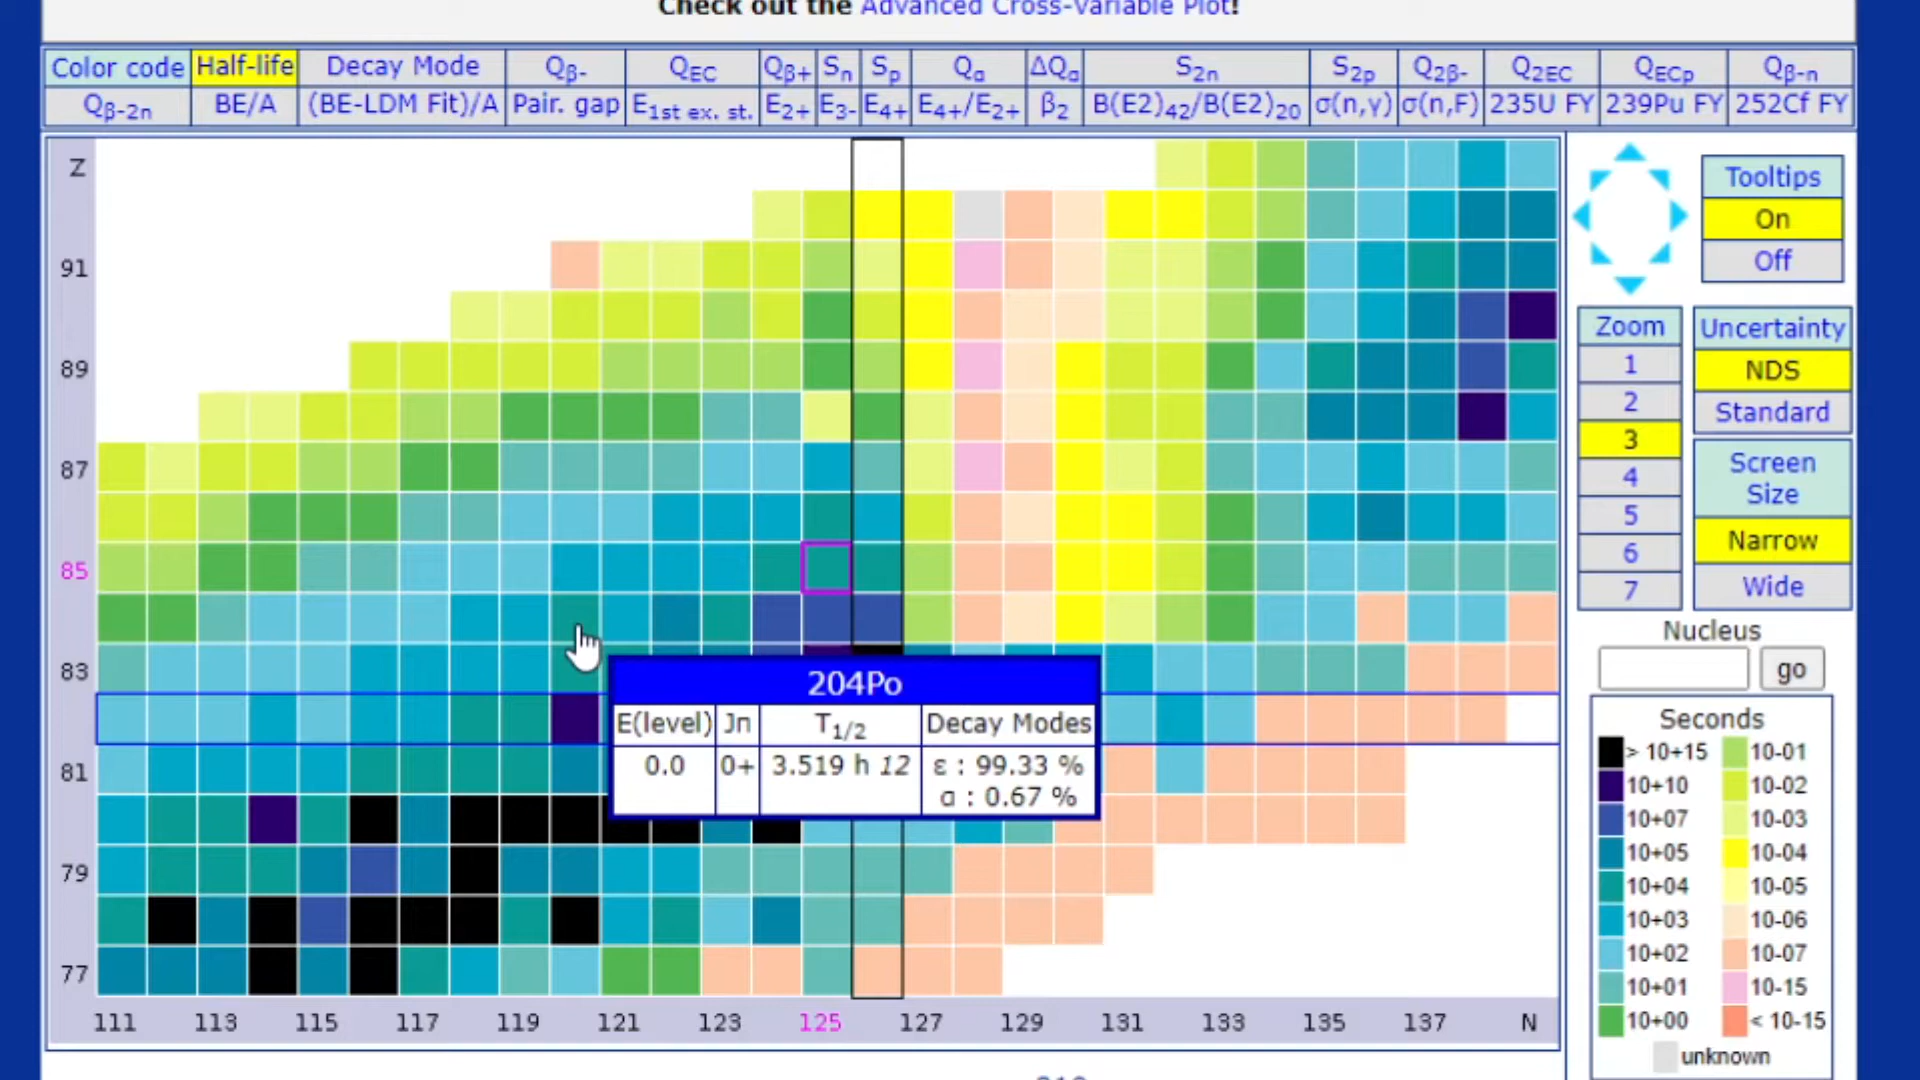 Check out the Advanced Cross-Variable Plot!
Color code Half-life Decay Mode Qβ- QEC Qβ+ Sn Sp Qα ΔQα S2n S2p Q2β- Q2EC QECp Qβ-n
Qβ-2n BE/A (BE-LDM Fit)/A Pair. gap E1st ex. st. E2+ E3- E4+ E4+/E2+ β2 B(E2)42/B(E2)20 σ(n,γ) σ(n,F) 235U FY 239Pu FY 252Cf FY
Z
91
89
87
85
83
81
79
77
111 113 115 117 119 121 123 125 127 129 131 133 135 137 N
204Po
E(level) Jπ T1/2 Decay Modes
0.0 0+ 3.519 h 12 ε : 99.33 %
α : 0.67 %
Tooltips
On
Off
Zoom
1
2
3
4
5
6
7
Uncertainty
NDS
Standard
Screen
Size
Narrow
Wide
Nucleus
go
Seconds
> 10+15 10-01
10+10 10-02
10+07 10-03
10+05 10-04
10+04 10-05
10+03 10-06
10+02 10-07
10+01 10-15
10+00 < 10-15
unknown